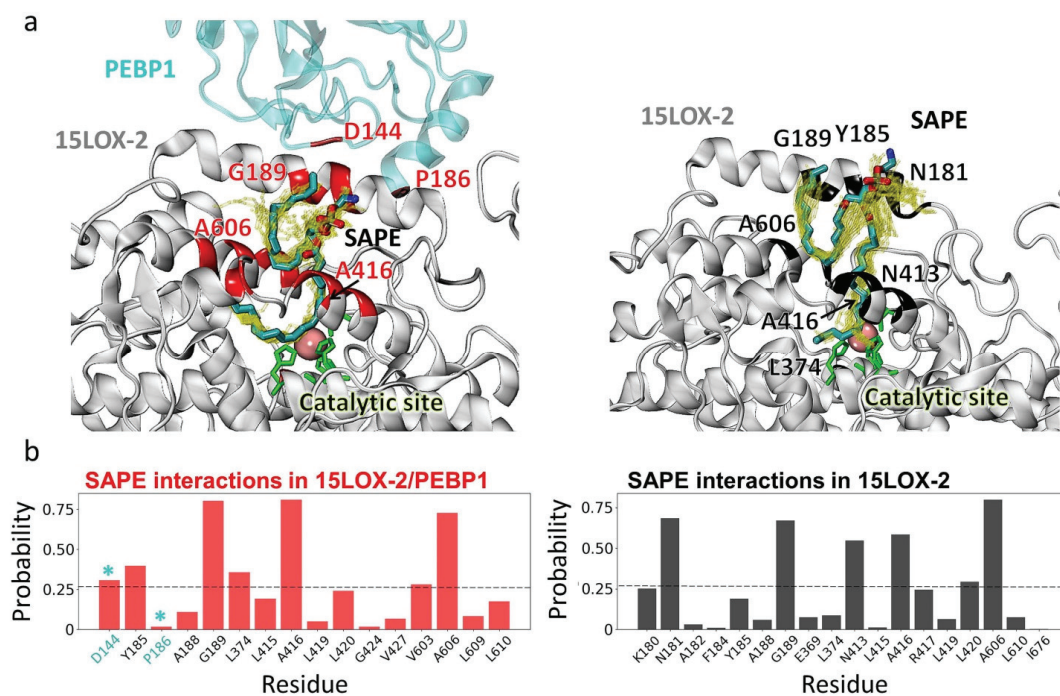 a
PEBP1
15LOX-2
D144
G189
P186
A606
SAPE
A416
Catalytic site
15LOX-2
SAPE
G189
Y185
N181
A606
N413
A416
L374
Catalytic site
b
SAPE interactions in 15LOX-2/PEBP1
Probability
0.75
0.50
0.25
0
* *
D144 Y185 P186 A188 G189 L374 L415 A416 L419 L420 G424 V427 V603 A606 L609 L610
Residue
SAPE interactions in 15LOX-2
Probability
0.75
0.50
0.25
0
K180 N181 A182 F184 Y185 A188 G189 E369 L374 N413 L415 A416 R417 L419 L420 A606 L610 I676
Residue